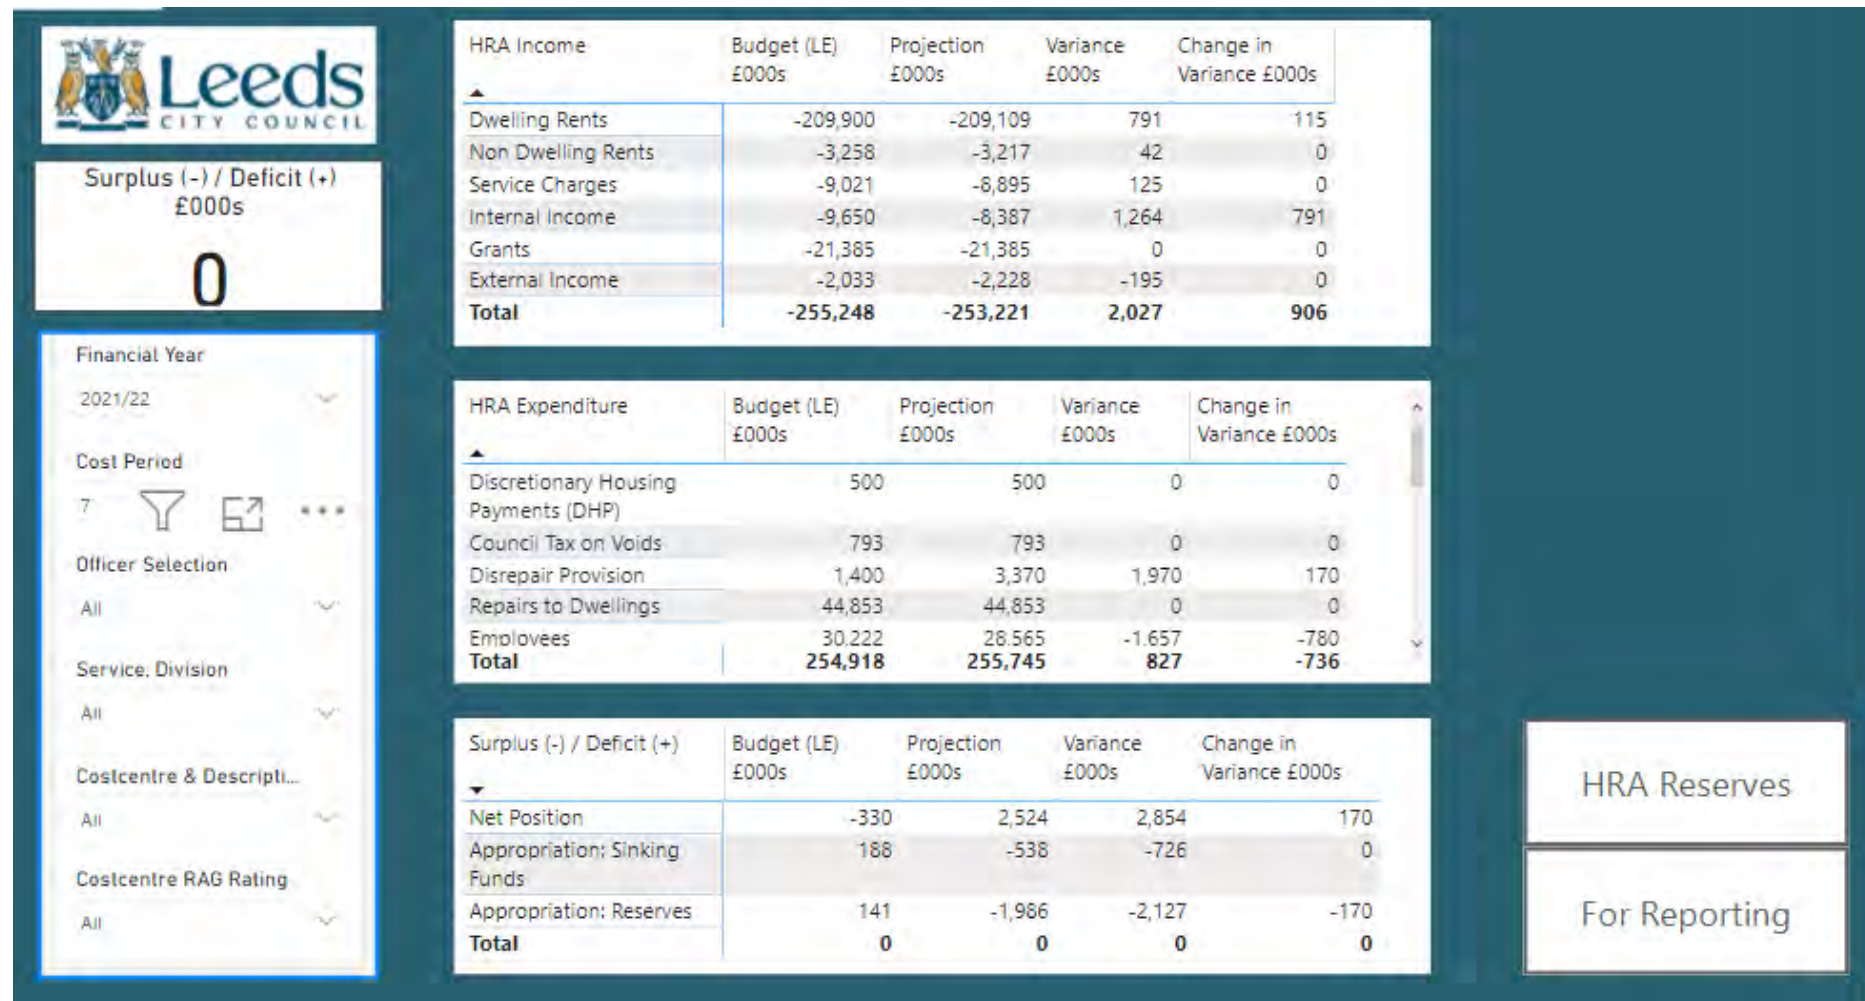 Leeds
CITY COUNCIL
Surplus (-) / Deficit (+)
£000s
0
Financial Year
2021/22
Cost Period
7
Officer Selection
All
Service, Division
All
Costcentre & Descripti...
All
Costcentre RAG Rating
All
HRA Income Budget (LE) Projection Variance Change in
£000s £000s £000s Variance £000s
Dwelling Rents -209,900 -209,109 791 115
Non Dwelling Rents -3,258 -3,217 42 0
Service Charges -9,021 -8,895 125 0
Internal Income -9,650 -8,387 1,264 791
Grants -21,385 -21,385 0 0
External Income -2,033 -2,228 -195 0
Total -255,248 -253,221 2,027 906
HRA Expenditure Budget (LE) Projection Variance Change in
£000s £000s £000s Variance £000s
Discretionary Housing 500 500 0 0
Payments (DHP)
Council Tax on Voids 793 793 0 0
Disrepair Provision 1,400 3,370 1,970 170
Repairs to Dwellings 44,853 44,853 0 0
Employees 30,222 28,565 -1,657 -780
Total 254,918 255,745 827 -736
Surplus (-) / Deficit (+) Budget (LE) Projection Variance Change in
£000s £000s £000s Variance £000s
Net Position -330 2,524 2,854 170
Appropriation: Sinking 188 -538 -726 0
Funds
Appropriation: Reserves 141 -1,986 -2,127 -170
Total 0 0 0 0
HRA Reserves
For Reporting